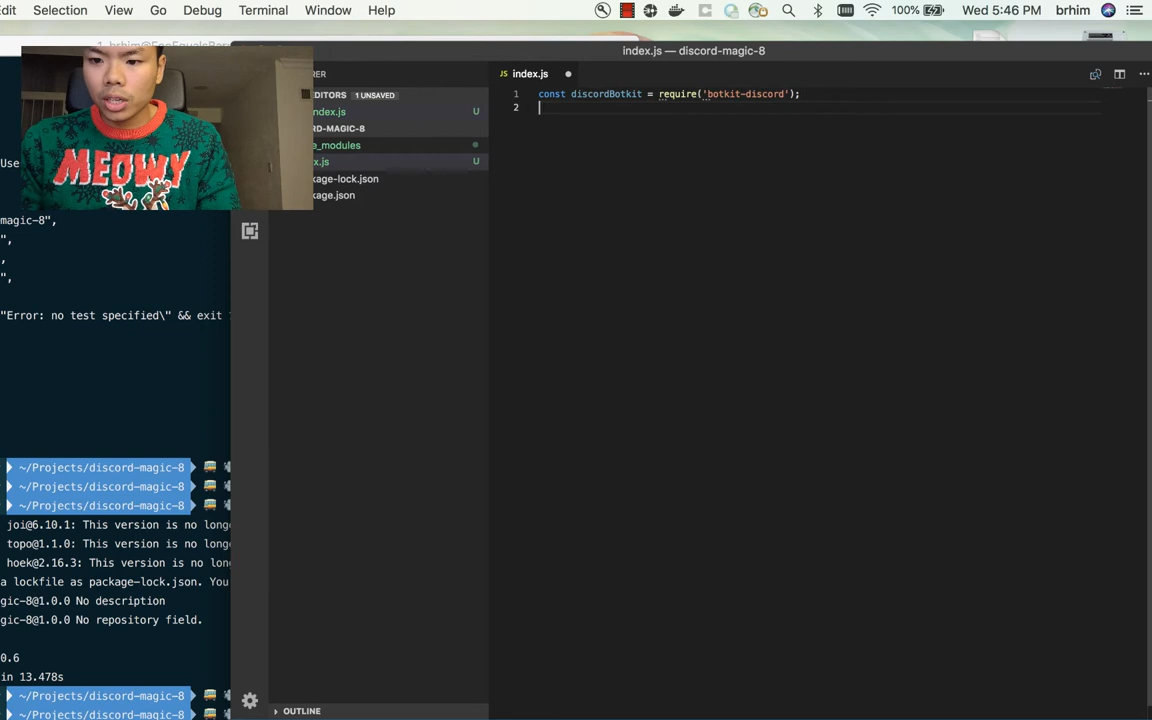 dit Selection View Go Debug Terminal Window Help
100% Wed 5:46 PM brhim
index.js — discord-magic-8
RER
JS index.js
EDITORS 1 UNSAVED
index.js U
RD-MAGIC-8
e_modules
x.js U
kage-lock.json
kage.json
1 const discordBotkit = require('botkit-discord');
2
MEOWY
Use
magic-8",
",
,
",
"Error: no test specified\" && exit
~/Projects/discord-magic-8
~/Projects/discord-magic-8
~/Projects/discord-magic-8
joi@6.10.1: This version is no longe
topo@1.1.0: This version is no longe
hoek@2.16.3: This version is no long
a lockfile as package-lock.json. You
gic-8@1.0.0 No description
gic-8@1.0.0 No repository field.
0.6
in 13.478s
~/Projects/discord-magic-8
~/Projects/discord-magic-8
OUTLINE